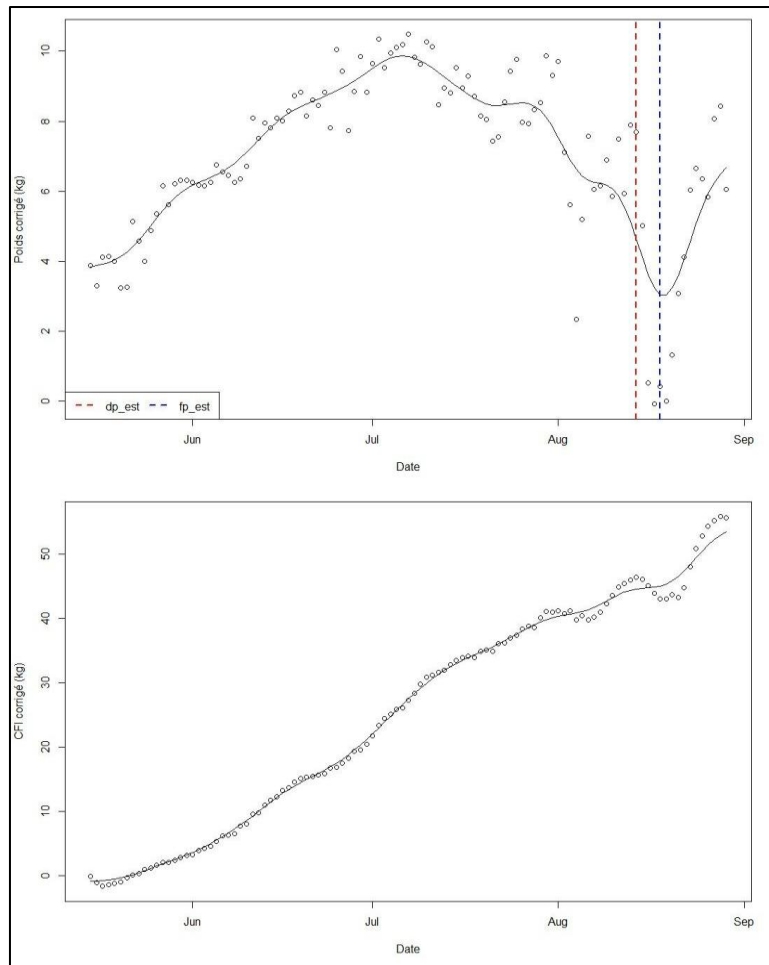 10
8
6
4
2
0
Poids corrigé (kg)
dp_est fp_est
Jun Jul Aug Sep
Date
50
40
30
20
10
0
CFI corrigé (kg)
Jun Jul Aug Sep
Date